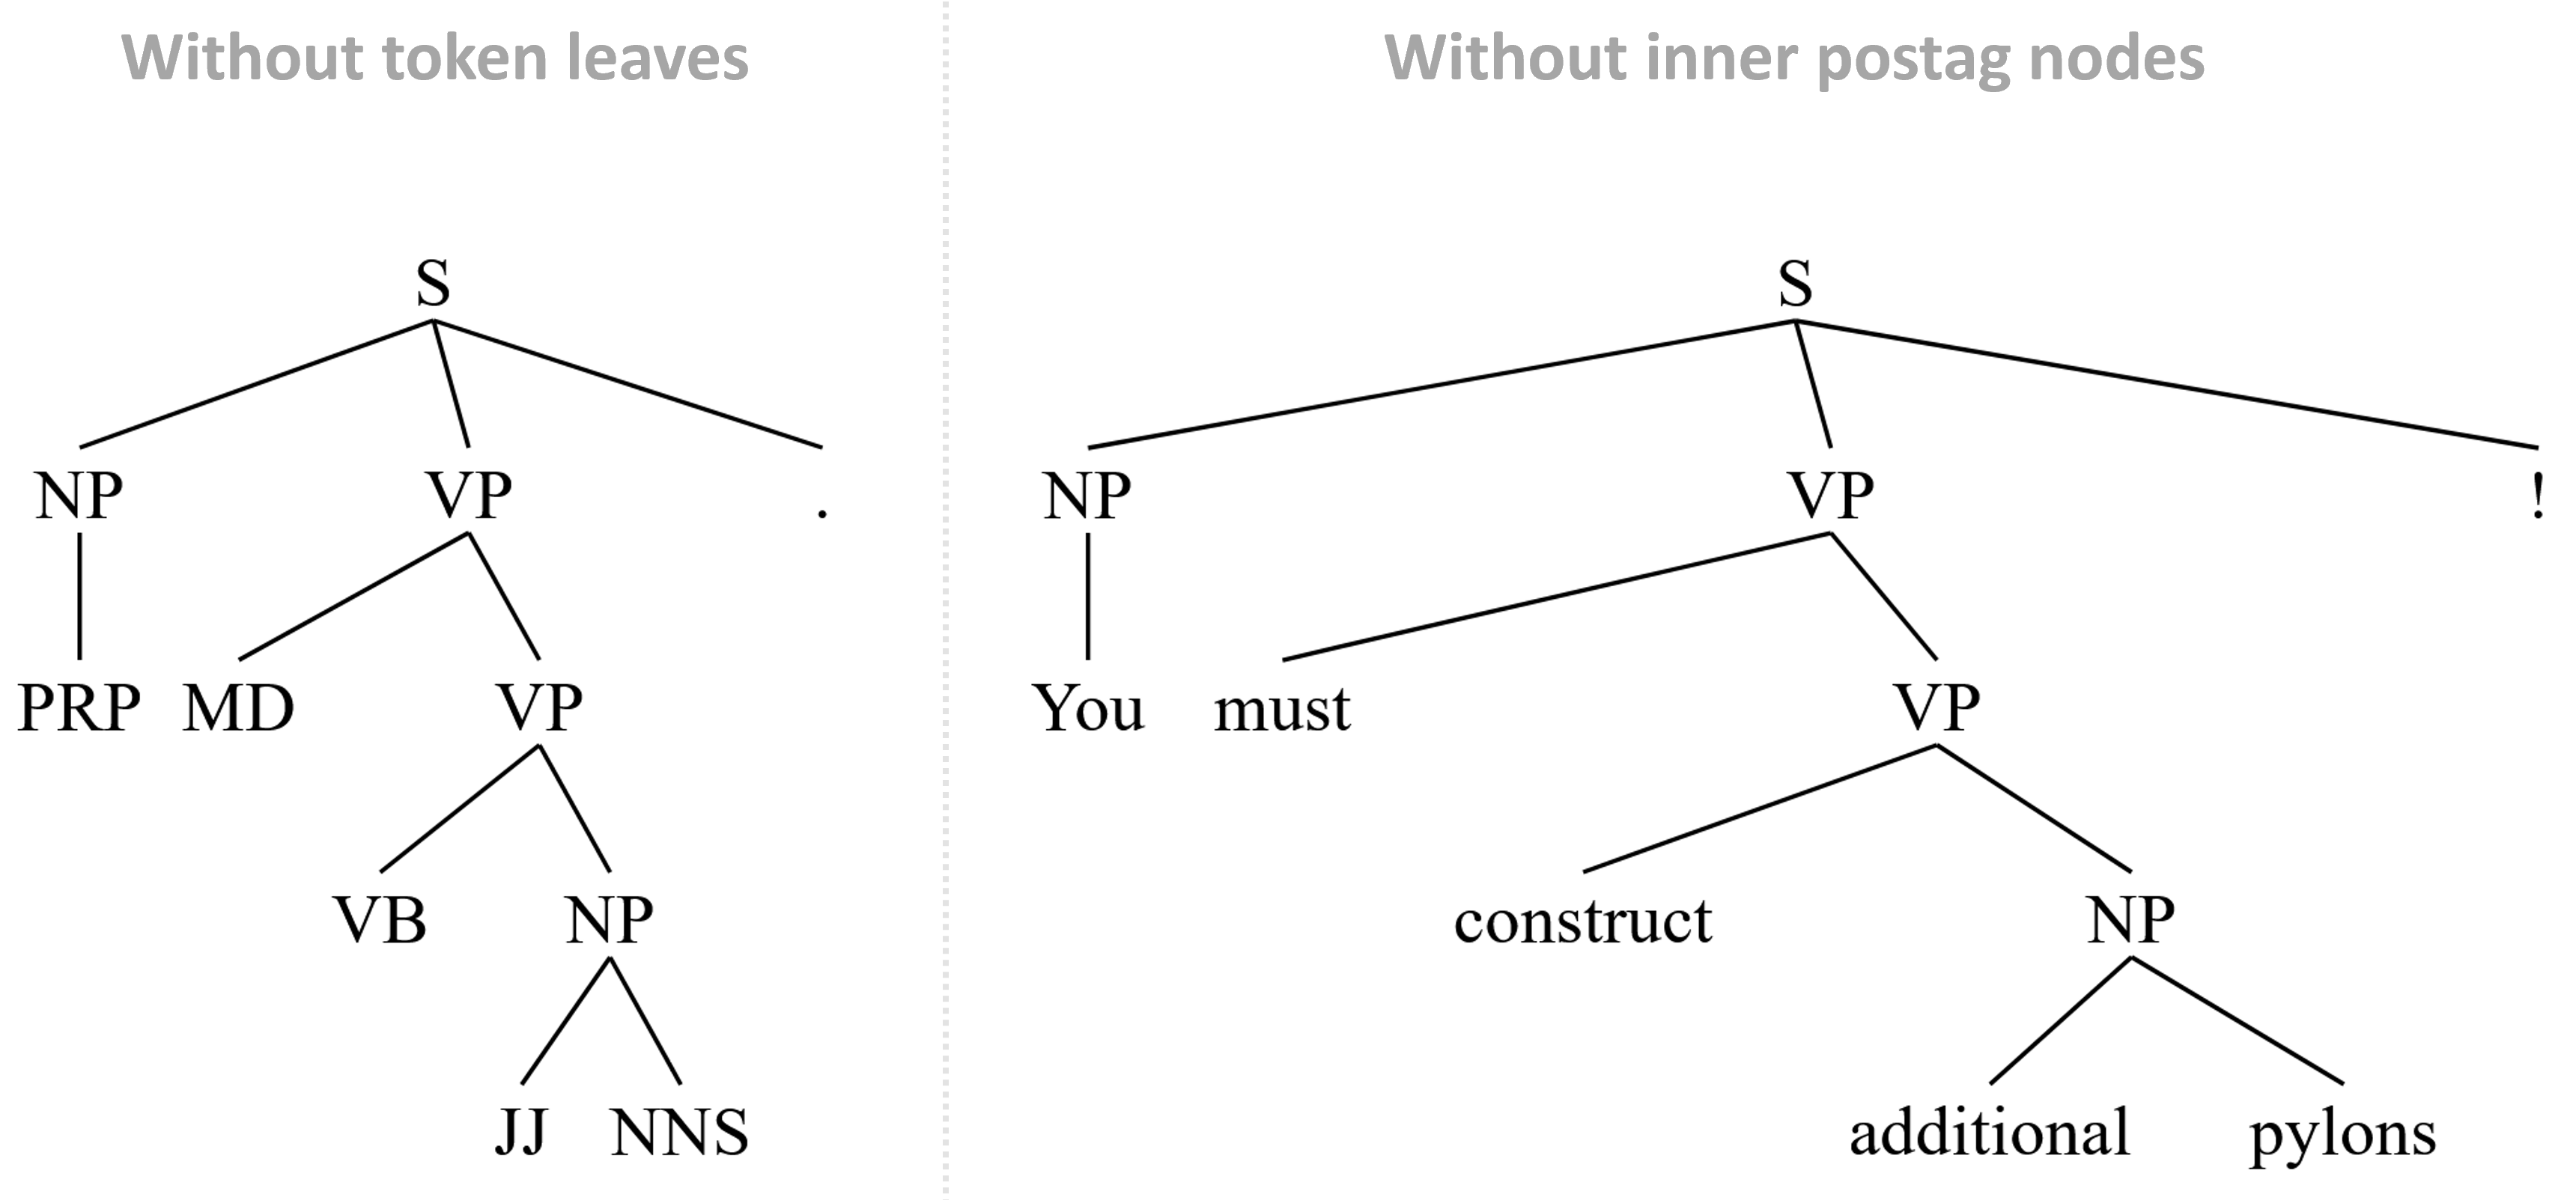 Without token leaves
S
NP VP .
PRP MD VP
VB NP
JJ NNS
Without inner postag nodes
S
NP VP !
You must VP
construct NP
additional pylons